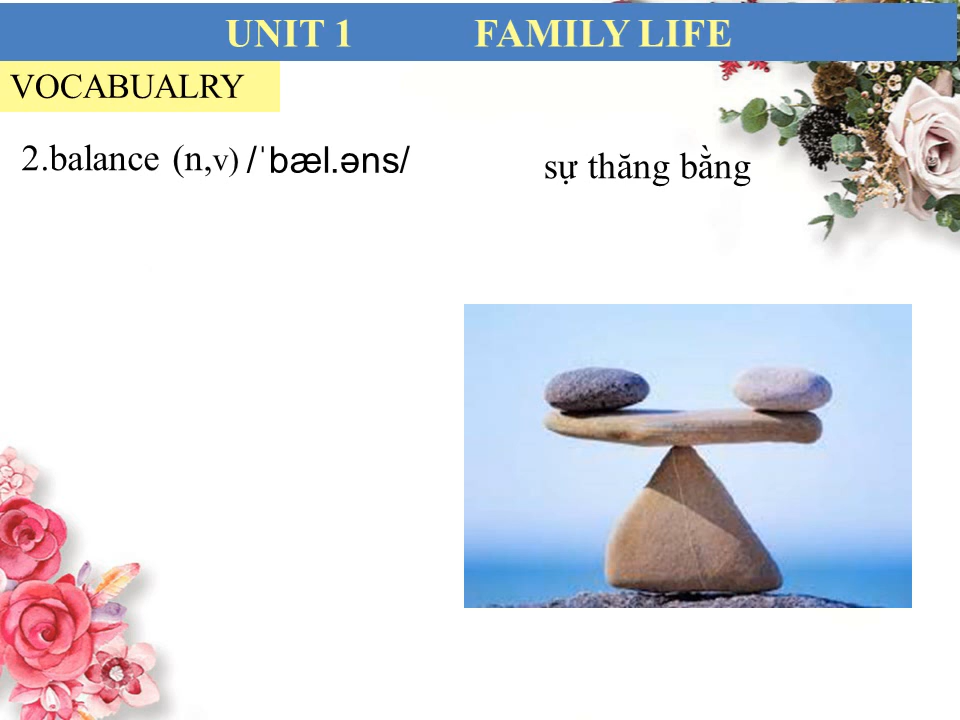 UNIT 1 FAMILY LIFE
VOCABUALRY
2.balance (n,v) /ˈbæl.əns/ sự thăng bằng